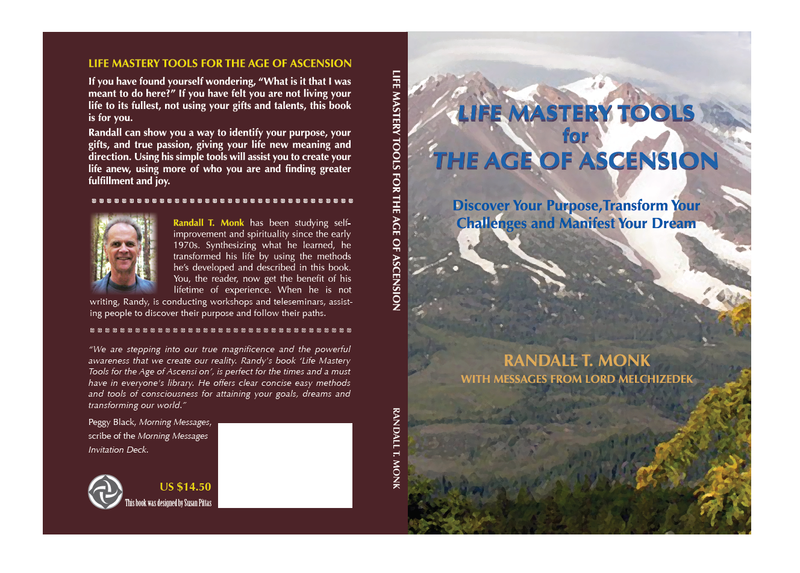 LIFE MASTERY TOOLS FOR THE AGE OF ASCENSION
If you have found yourself wondering, “What is it that I was
meant to do here?” If you have felt you are not living your
life to its fullest, not using your gifts and talents, this book
is for you.
Randall can show you a way to identify your purpose, your
gifts, and true passion, giving your life new meaning and
direction. Using his simple tools will assist you to create your
life anew, using more of who you are and finding greater
fulfillment and joy.
Randall T. Monk has been studying self-
improvement and spirituality since the early
1970s. Synthesizing what he learned, he
transformed his life by using the methods
he’s developed and described in this book.
You, the reader, now get the benefit of his
lifetime of experience. When he is not
writing, Randy, is conducting workshops and teleseminars, assist-
ing people to discover their purpose and follow their paths.
“We are stepping into our true magnificence and the powerful
awareness that we create our reality. Randy’s book ‘Life Mastery
Tools for the Age of Ascensi on’, is perfect for the times and a must
have in everyone’s library. He offers clear concise easy methods
and tools of consciousness for attaining your goals, dreams and
transforming our world.”
Peggy Black, Morning Messages,
scribe of the Morning Messages
Invitation Deck.
US $14.50
This book was designed by Susan Pittas
LIFE MASTERY TOOLS FOR THE AGE OF ASCENSION
RANDALL T. MONK
LIFE MASTERY TOOLS
for
THE AGE OF ASCENSION
Discover Your Purpose,Transform Your
Challenges and Manifest Your Dream
RANDALL T. MONK
WITH MESSAGES FROM LORD MELCHIZEDEK